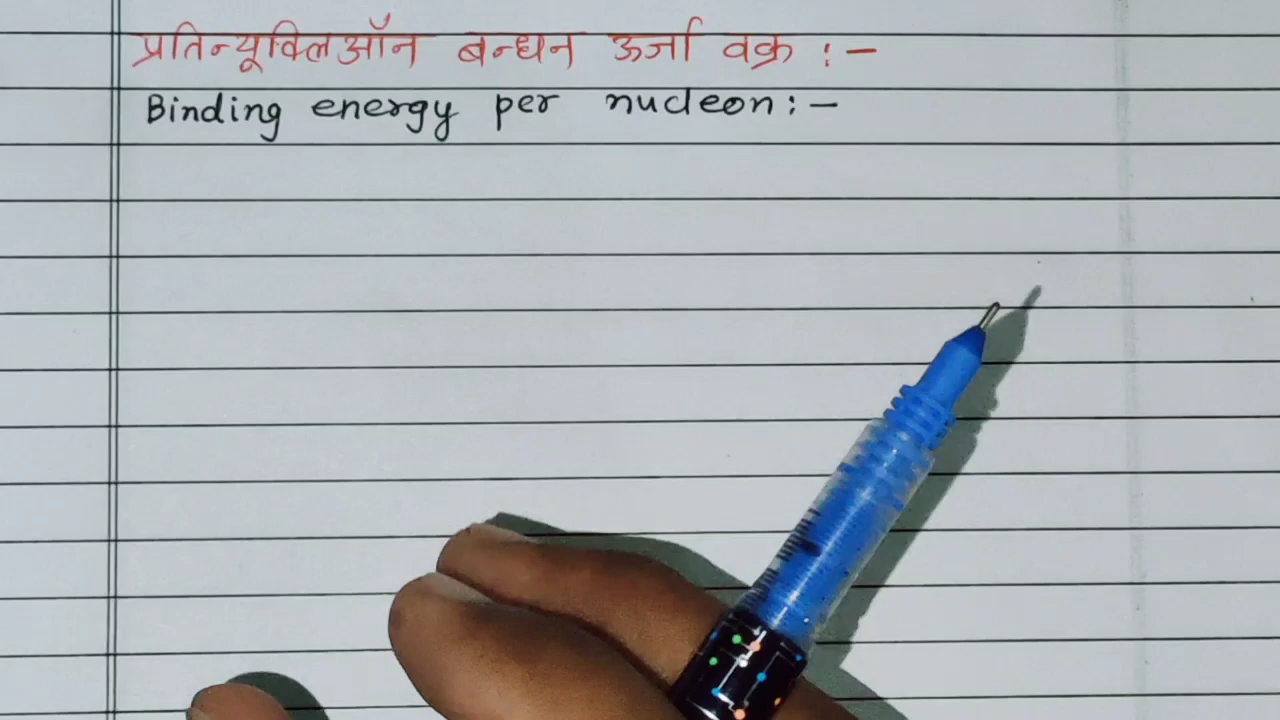 प्रतिन्यूक्लिऑन बन्धन ऊर्जा वक्र :-
Binding energy per nucleon:-